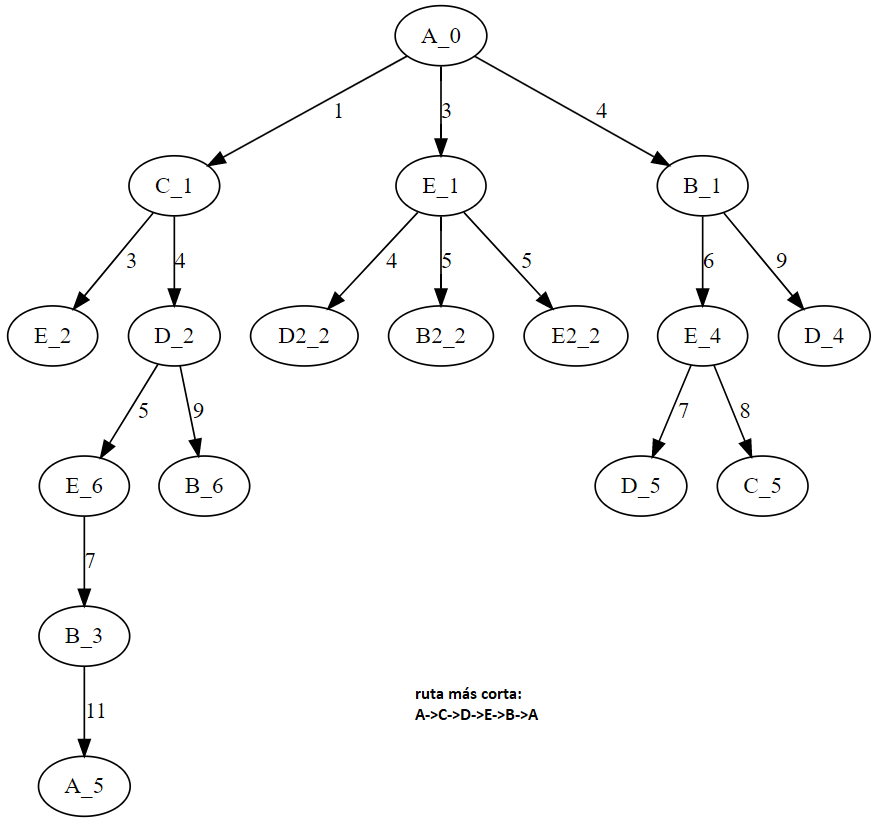 A_0
1
3
4
C_1
E_1
B_1
3
4
4
5
5
6
9
E_2
D_2
D2_2
B2_2
E2_2
E_4
D_4
5
9
7
8
E_6
B_6
D_5
C_5
7
B_3
ruta más corta:
A->C->D->E->B->A
11
A_5